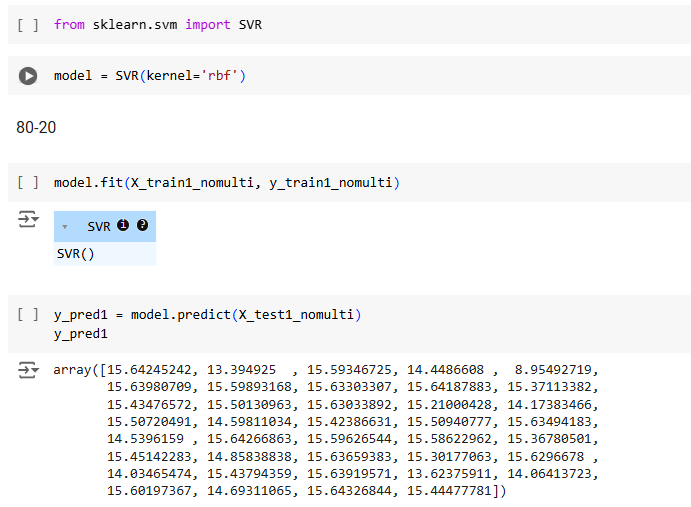 [ ] from sklearn.svm import SVR
model = SVR(kernel='rbf')
80-20
[ ] model.fit(X_train1_nomulti, y_train1_nomulti)
SVR i ?
SVR()
[ ] y_pred1 = model.predict(X_test1_nomulti)
y_pred1
array([15.64245242, 13.394925  , 15.59346725, 14.4486608 ,  8.95492719,
15.63980709, 15.59893168, 15.63303307, 15.64187883, 15.37113382,
15.43476572, 15.50130963, 15.63033892, 15.21000428, 14.17383466,
15.50720491, 14.59811034, 15.42386631, 15.50940777, 15.63494183,
14.5396159 , 15.64266863, 15.59626544, 15.58622962, 15.36780501,
15.45142283, 14.85838838, 15.63659383, 15.30177063, 15.6296678 ,
14.03465474, 15.43794359, 15.63919571, 13.62375911, 14.06413723,
15.60197367, 14.69311065, 15.64326844, 15.44477781])